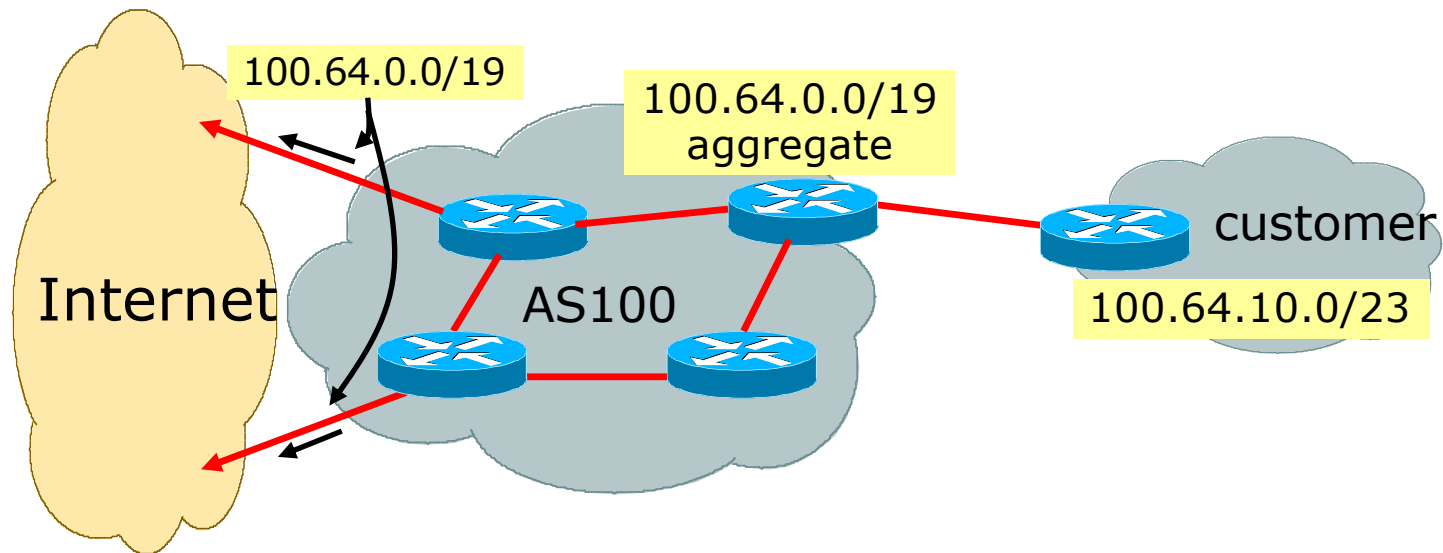 100.64.0.0/19
100.64.0.0/19
aggregate
customer
Internet
AS100
100.64.10.0/23